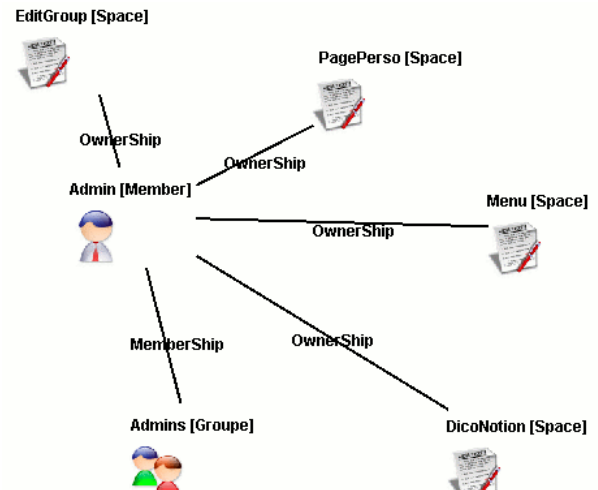 EditGroup [Space]
PagePerso [Space]
OwnerShip
OwnerShip
Admin [Member]
Menu [Space]
OwnerShip
MemberShip
OwnerShip
Admins [Groupe]
DicoNotion [Space]